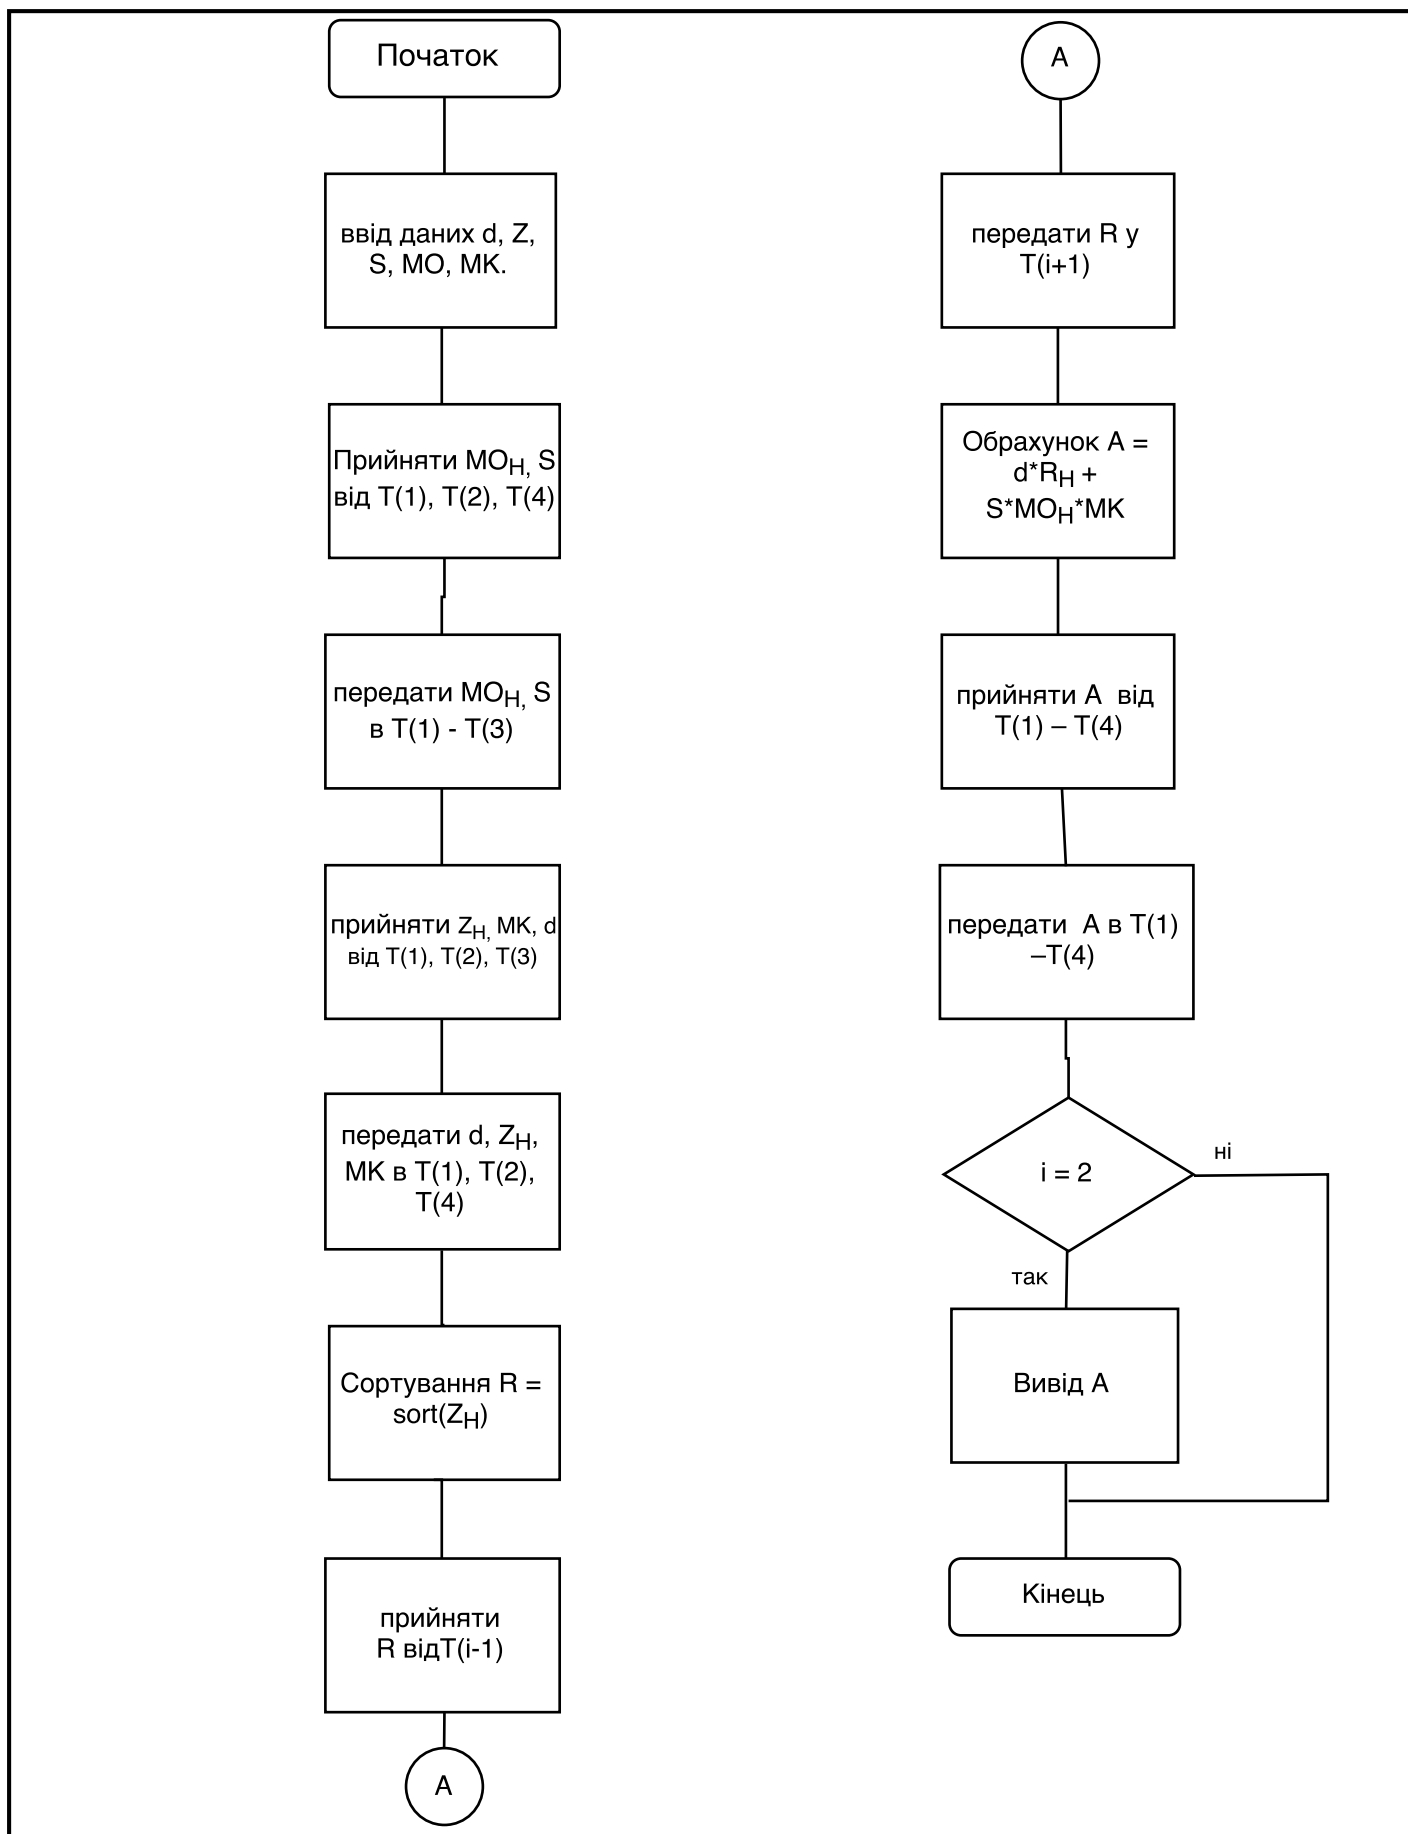 Початок
ввід даних d, Z,
S, MO, MK.
Прийняти MOH, S
від T(1), T(2), T(4)
передати MOH, S
в T(1) - T(3)
прийняти ZH, MK, d
від T(1), T(2), T(3)
передати d, ZH,
MK в T(1), T(2),
T(4)
Сортування R =
sort(ZH)
прийняти
R відT(i-1)
A
A
передати R у
T(i+1)
Обрахунок A =
d*RH +
S*MOH*MK
прийняти A від
T(1) – T(4)
передати A в T(1)
–T(4)
i = 2
ні
так
Вивід A
Кінець